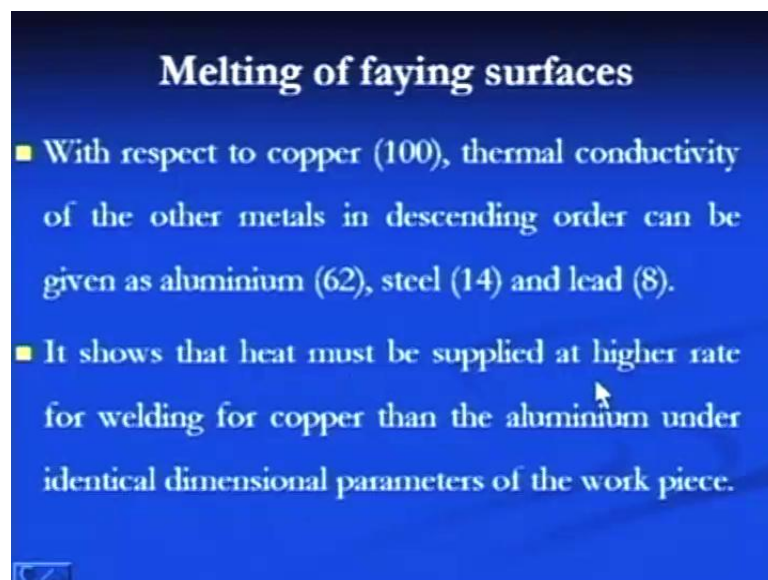 Melting of faying surfaces
With respect to copper (100), thermal conductivity
of the other metals in descending order can be
given as aluminium (62), steel (14) and lead (8).
It shows that heat must be supplied at higher rate
for welding for copper than the aluminium under
identical dimensional parameters of the work piece.